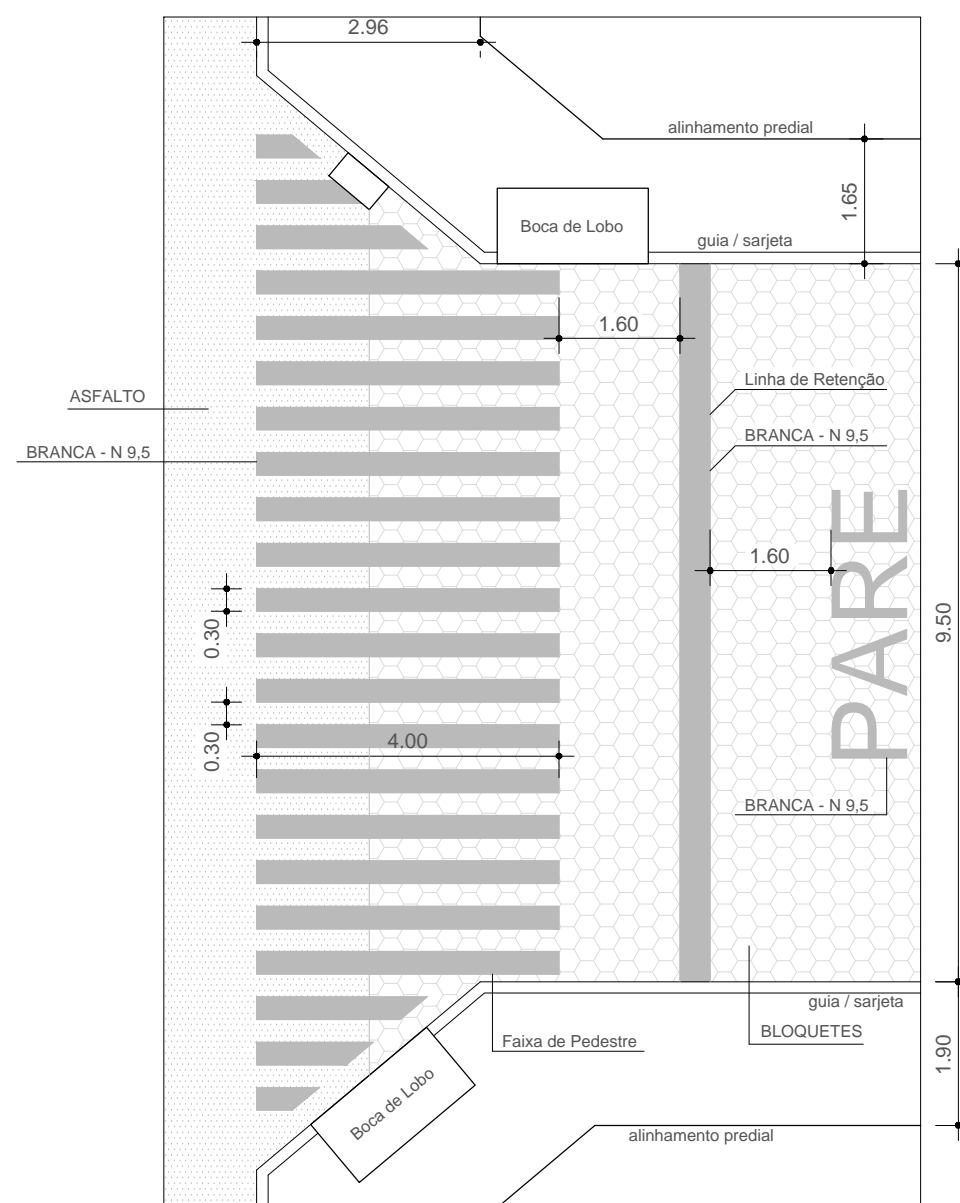 2.96
alinhamento predial
1.65
Boca de Lobo
guia / sarjeta
1.60
Linha de Retenção
ASFALTO
BRANCA - N 9,5
BRANCA - N 9,5
PARE
1.60
9.50
0.30
0.30
4.00
BRANCA - N 9,5
guia / sarjeta
BLOQUETES
Faixa de Pedestre
1.90
Boca de Lobo
alinhamento predial